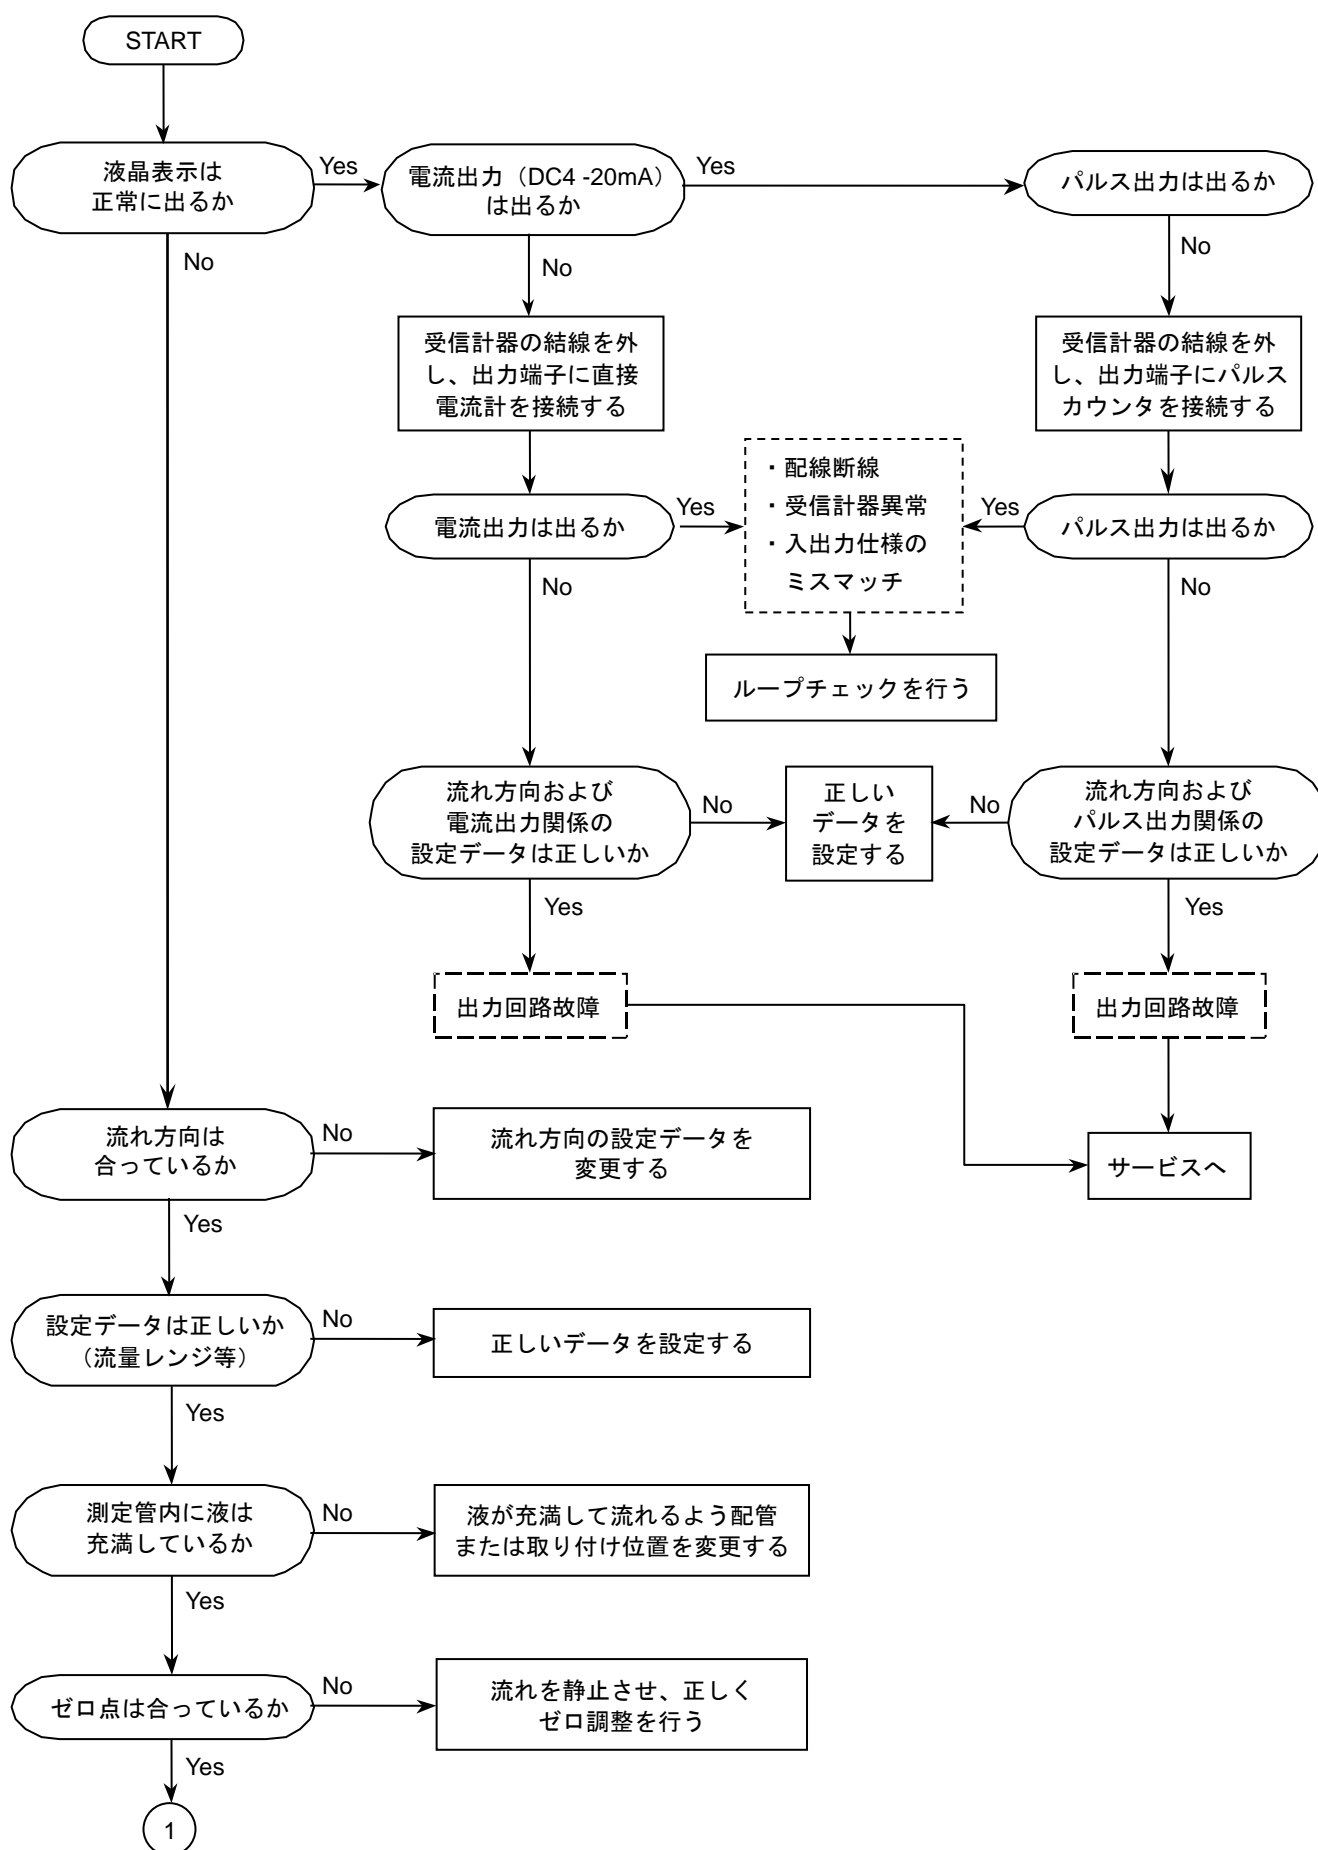 START
液晶表示は
正常に出るか
Yes
電流出力（DC4 -20mA）
は出るか
Yes
パルス出力は出るか
No
No
No
受信計器の結線を外
し、出力端子に直接
電流計を接続する
受信計器の結線を外
し、出力端子にパルス
カウンタを接続する
・配線断線
・受信計器異常
・入出力仕様の
ミスマッチ
電流出力は出るか
Yes
Yes
パルス出力は出るか
No
No
ループチェックを行う
流れ方向および
電流出力関係の
設定データは正しいか
No
正しい
データを
設定する
No
流れ方向および
パルス出力関係の
設定データは正しいか
Yes
Yes
出力回路故障
出力回路故障
流れ方向は
合っているか
No
流れ方向の設定データを
変更する
サービスへ
Yes
設定データは正しいか
（流量レンジ等）
No
正しいデータを設定する
Yes
測定管内に液は
充満しているか
No
液が充満して流れるよう配管
または取り付け位置を変更する
Yes
ゼロ点は合っているか
No
流れを静止させ、正しく
ゼロ調整を行う
Yes
1